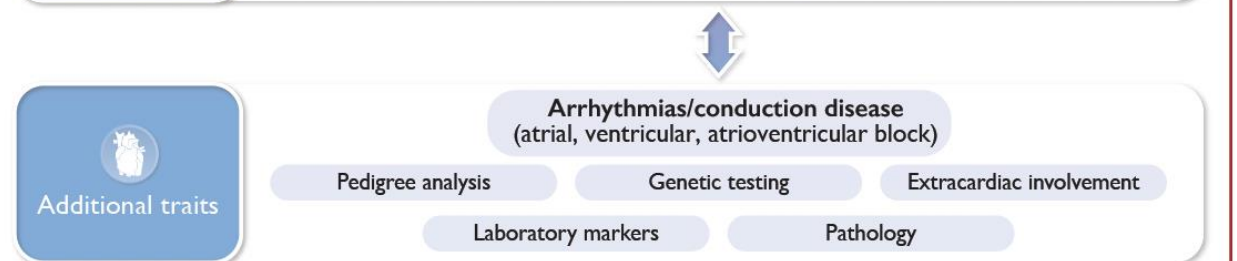 Arrhythmias/conduction disease
(atrial, ventricular, atrioventricular block)
Additional traits
Pedigree analysis
Genetic testing
Extracardiac involvement
Laboratory markers
Pathology